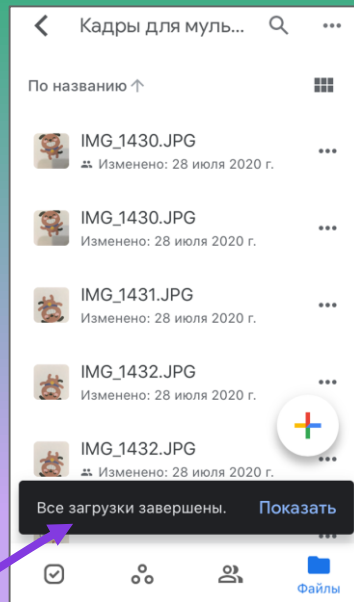 Кадры для муль...
По названию
IMG_1430.JPG
Изменено: 28 июля 2020 г.
IMG_1430.JPG
Изменено: 28 июля 2020 г.
IMG_1431.JPG
Изменено: 28 июля 2020 г.
IMG_1432.JPG
Изменено: 28 июля 2020 г.
IMG_1432.JPG
Изменено: 28 июля 2020 г.
Все загрузки завершены. Показать
Файлы